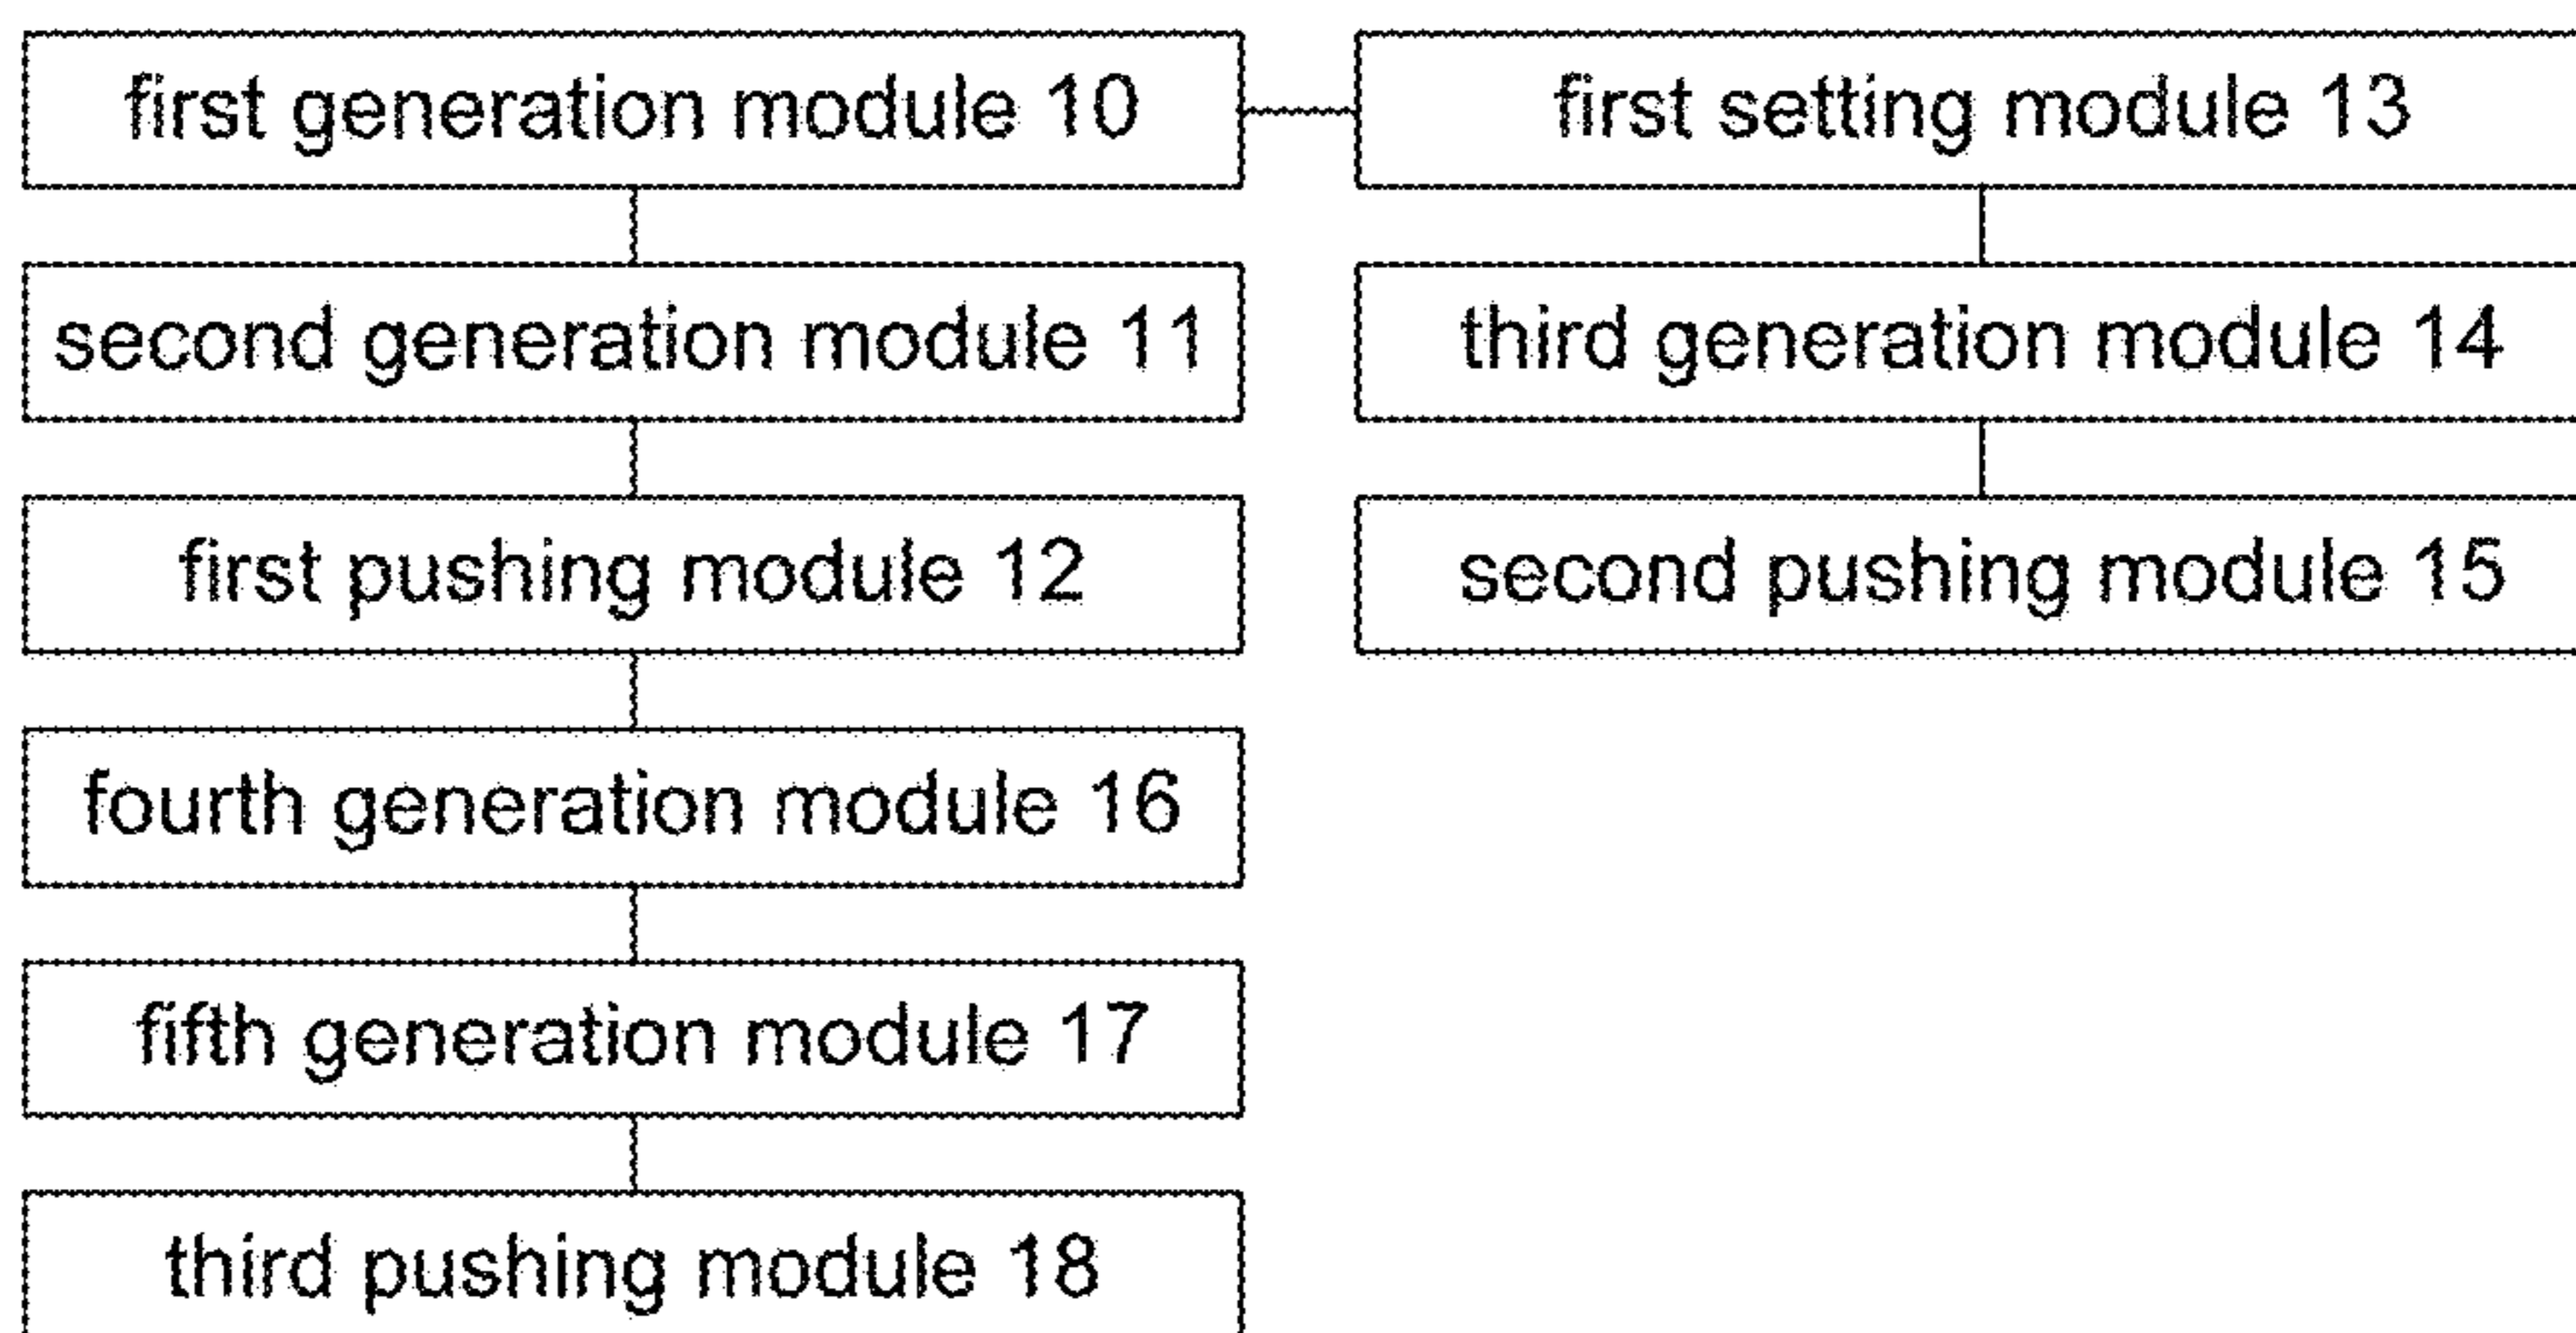 first generation module 10
first setting module 13
second generation module 11
third generation module 14
first pushing module 12
second pushing module 15
fourth generation module 16
fifth generation module 17
third pushing module 18